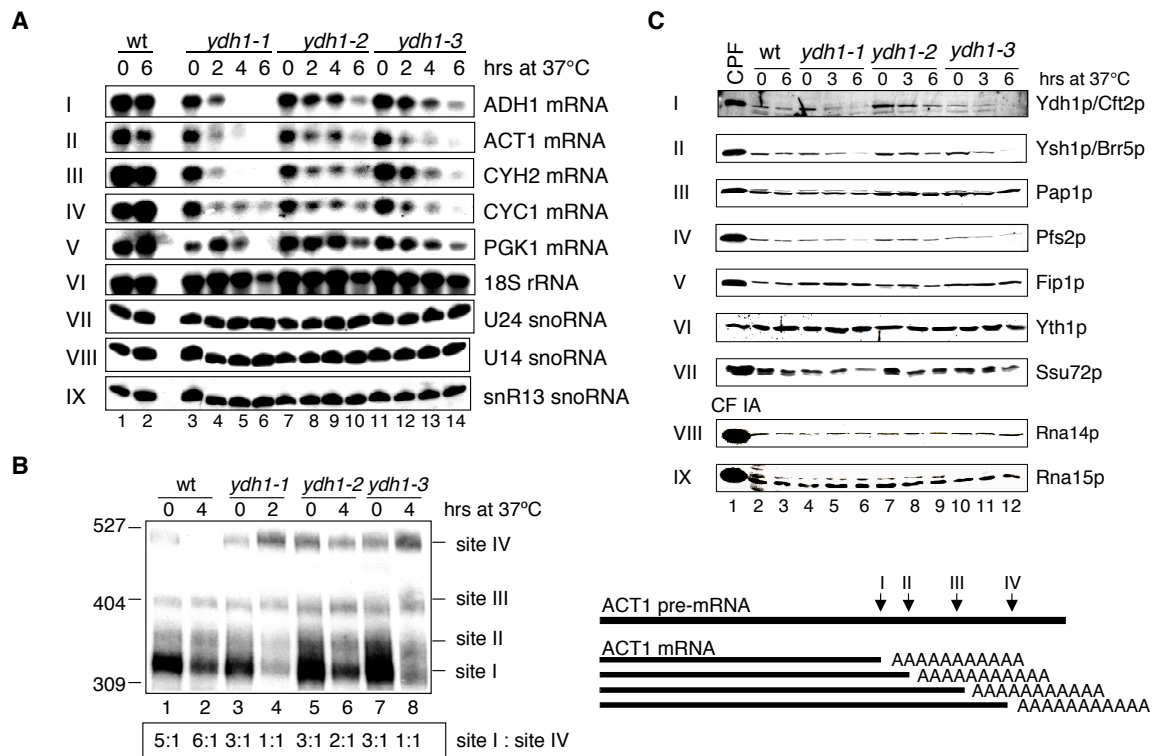 A
wt ydh1-1 ydh1-2 ydh1-3
0 6 0 2 4 6 0 2 4 6 0 2 4 6 hrs at 37°C
I ADH1 mRNA
II ACT1 mRNA
III CYH2 mRNA
IV CYC1 mRNA
V PGK1 mRNA
VI 18S rRNA
VII U24 snoRNA
VIII U14 snoRNA
IX snR13 snoRNA
1 2 3 4 5 6 7 8 9 10 11 12 13 14
B
wt ydh1-1 ydh1-2 ydh1-3
0 4 0 2 0 4 0 4 hrs at 37ºC
527
site IV
404 site III
site II
site I
309
1 2 3 4 5 6 7 8
5:1 6:1 3:1 1:1 3:1 2:1 3:1 1:1 site I : site IV
C
CPF wt ydh1-1 ydh1-2 ydh1-3
0 6 0 3 6 0 3 6 0 3 6 hrs at 37°C
I Ydh1p/Cft2p
II Ysh1p/Brr5p
III Pap1p
IV Pfs2p
V Fip1p
VI Yth1p
VII Ssu72p
CF IA
VIII Rna14p
IX Rna15p
1 2 3 4 5 6 7 8 9 10 11 12
I II III IV
ACT1 pre-mRNA
ACT1 mRNA
AAAAAAAAAAA
AAAAAAAAAAA
AAAAAAAAAAA
AAAAAAAAAAA